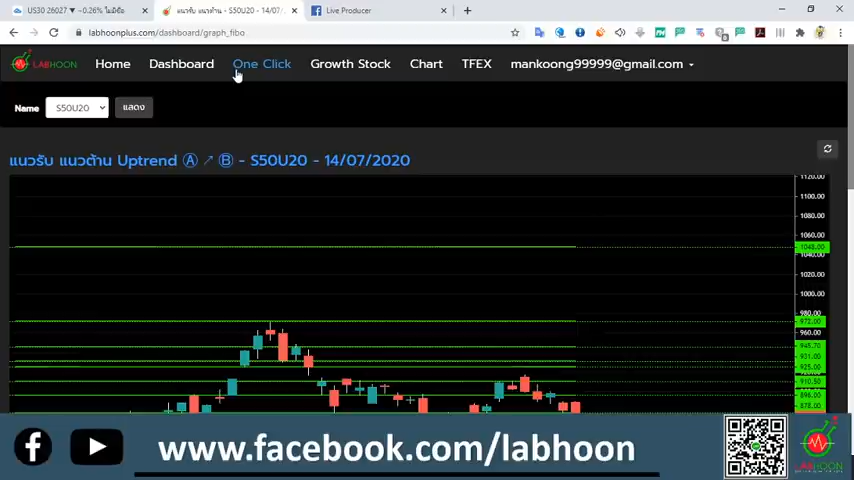 US30 26027 ▼ −0.26% ไม่มีชื่อ
แนวรับ แนวต้าน - S50U20 - 14/07/
Live Producer
labhoonplus.com/dashboard/graph_fibo
LABHOON
Home
Dashboard
One Click
Growth Stock
Chart
TFEX
mankoong99999@gmail.com
Name
S50U20
แสดง
แนวรับ แนวต้าน Uptrend Ⓐ ↗ Ⓑ - S50U20 - 14/07/2020
1120.00
1100.00
1080.00
1060.00
1048.00
1040.00
1020.00
1000.00
980.00
972.00
960.00
945.70
931.00
925.00
910.50
896.00
878.00
www.facebook.com/labhoon
LABHOON